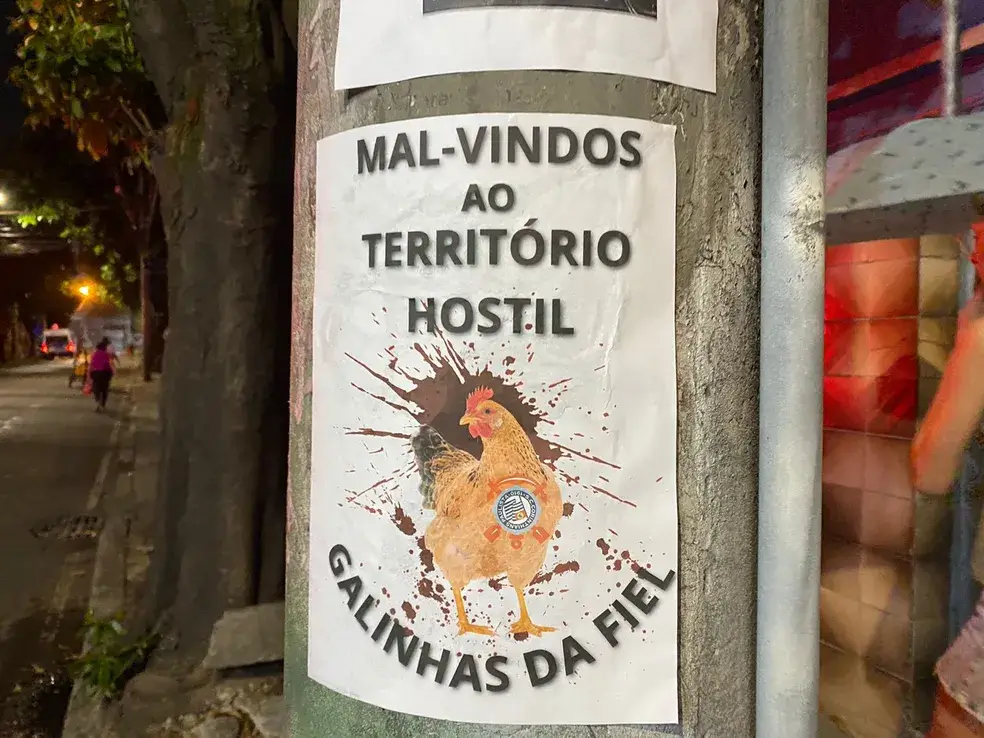 MAL-VINDOS
AO
TERRITÓRIO
HOSTIL
GALINHAS DA FIEL